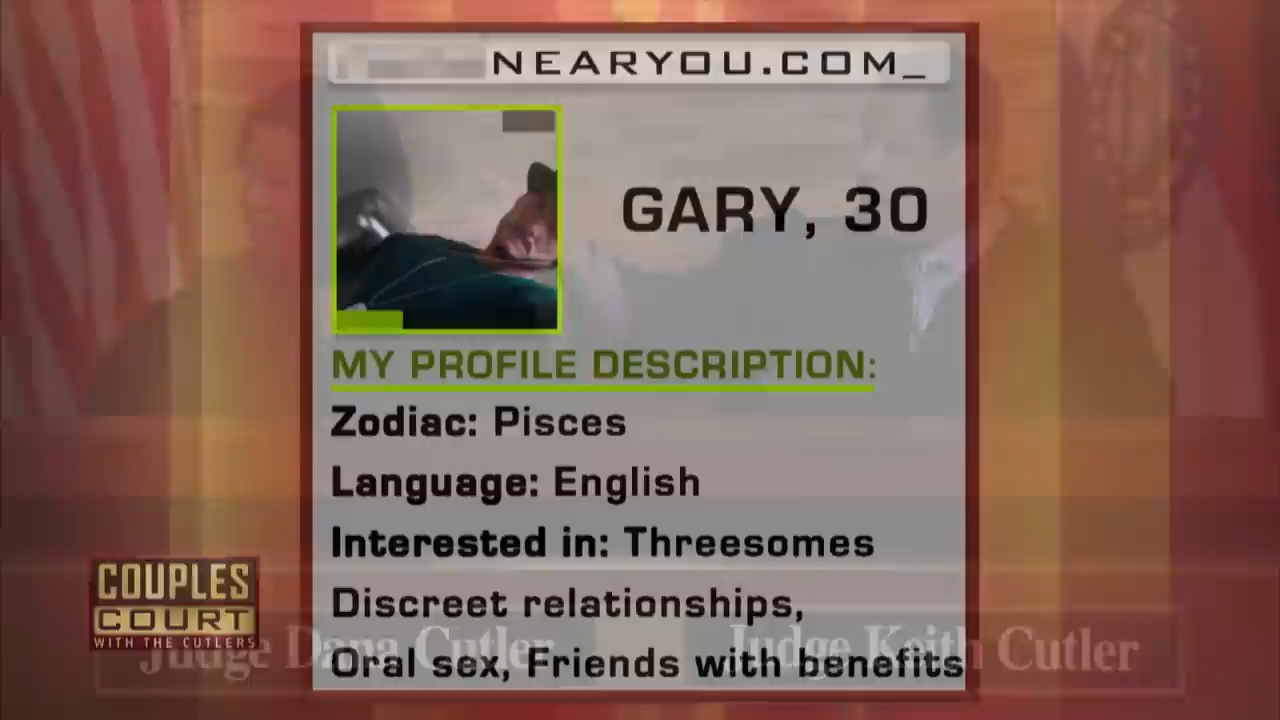 NEARYOU.COM_
GARY, 30
MY PROFILE DESCRIPTION:
Zodiac: Pisces
Language: English
Interested in: Threesomes
Discreet relationships,
Oral sex, Friends with benefits
COUPLES
COURT
WITH THE CUTLERS
Judge Dana Cutler
Judge Keith Cutler